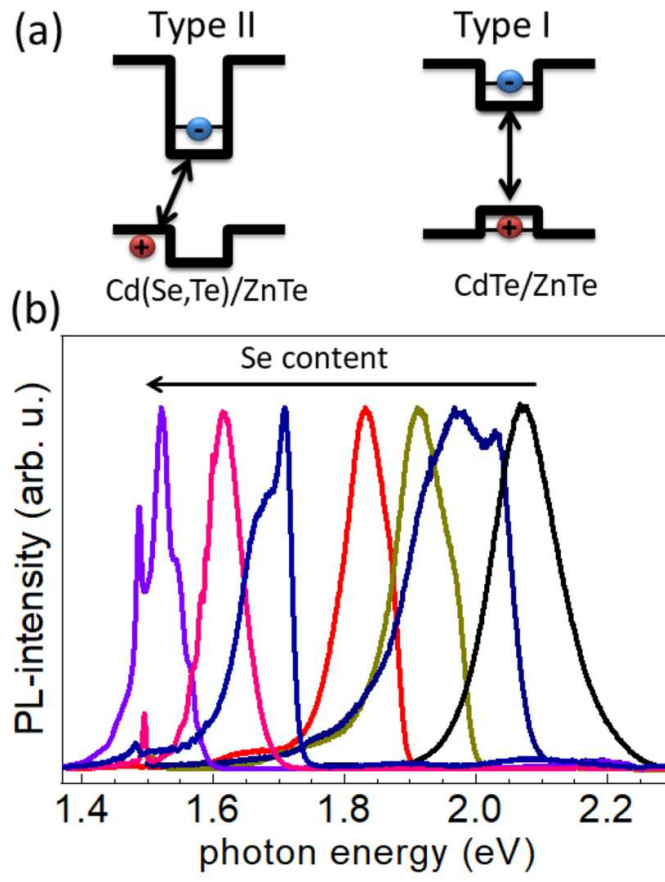 (a)
Type II
Type I
-
-
+
+
Cd(Se,Te)/ZnTe
CdTe/ZnTe
(b)
Se content
PL-intensity (arb. u.)
1.4 1.6 1.8 2.0 2.2
photon energy (eV)